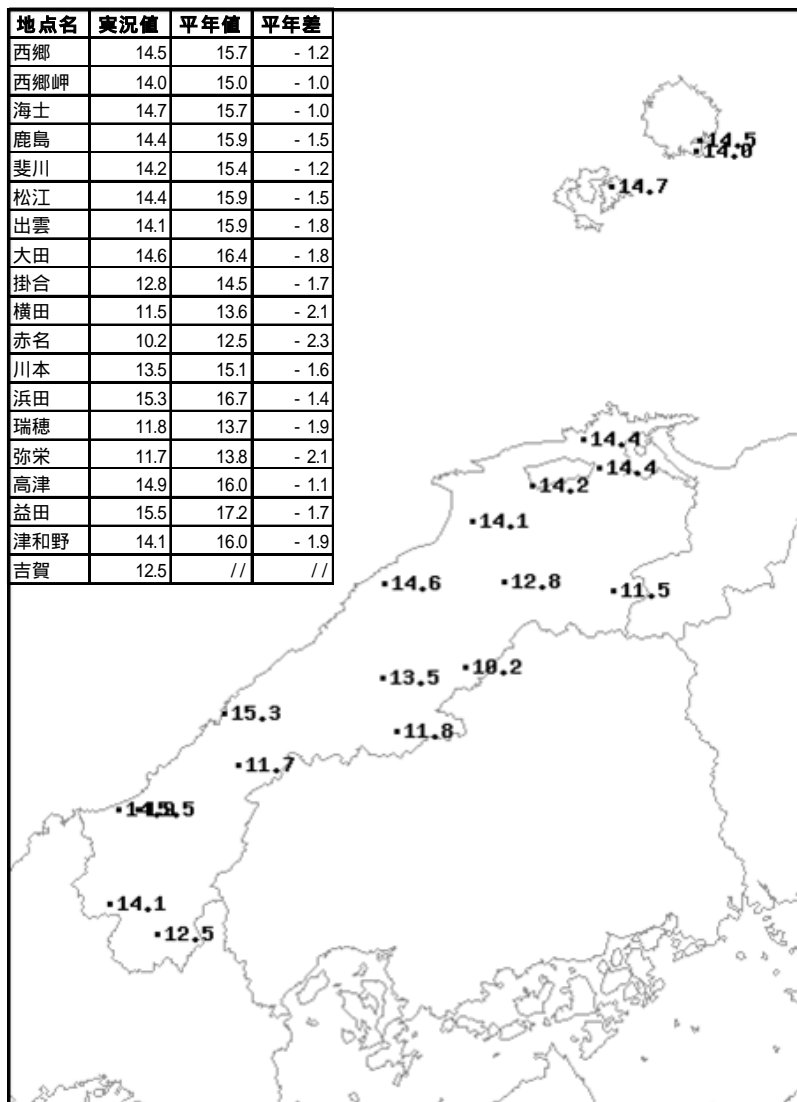 地点名 実況値 平年値 平年差
西郷 14.5 15.7 - 1.2
西郷岬 14.0 15.0 - 1.0
海士 14.7 15.7 - 1.0
鹿島 14.4 15.9 - 1.5
斐川 14.2 15.4 - 1.2
松江 14.4 15.9 - 1.5
出雲 14.1 15.9 - 1.8
大田 14.6 16.4 - 1.8
掛合 12.8 14.5 - 1.7
横田 11.5 13.6 - 2.1
赤名 10.2 12.5 - 2.3
川本 13.5 15.1 - 1.6
浜田 15.3 16.7 - 1.4
瑞穂 11.8 13.7 - 1.9
弥栄 11.7 13.8 - 2.1
高津 14.9 16.0 - 1.1
益田 15.5 17.2 - 1.7
津和野 14.1 16.0 - 1.9
吉賀 12.5 // //
14.5
14.0
14.7
14.4
14.4
14.2
14.1
14.6
12.8
11.5
10.2
13.5
15.3
11.8
11.7
14.1
12.5